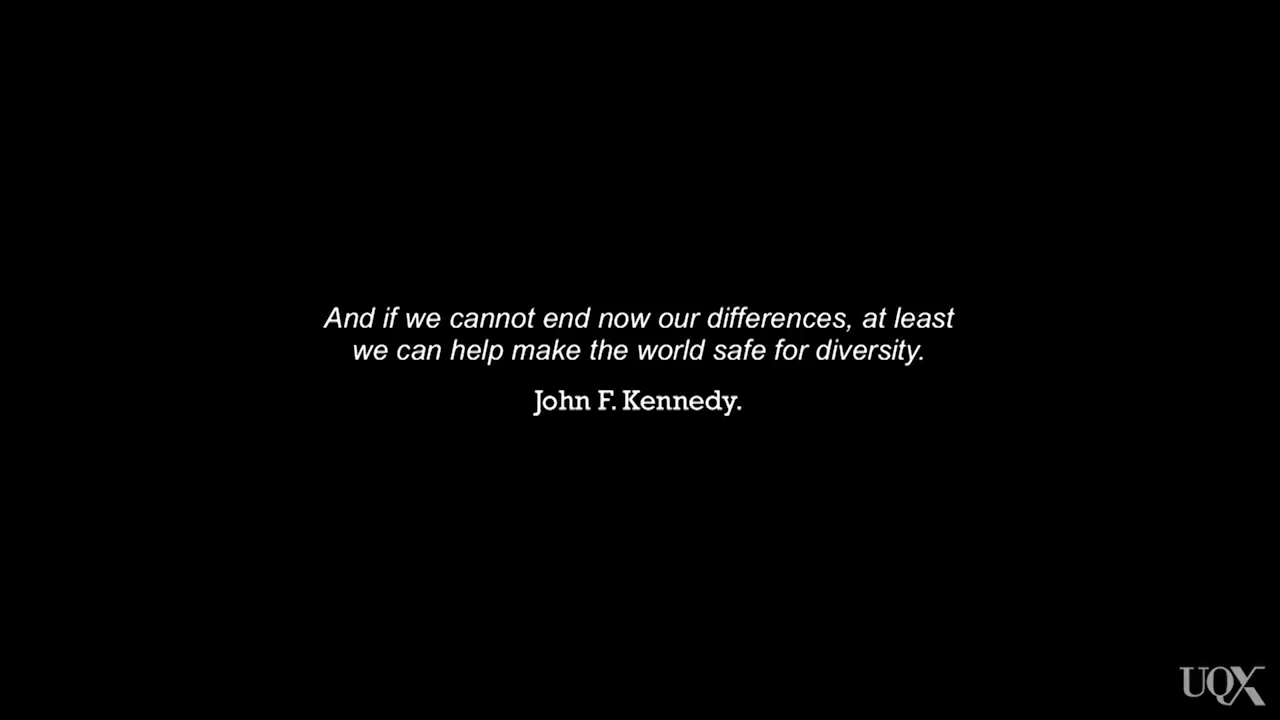 And if we cannot end now our differences, at least
we can help make the world safe for diversity.
John F. Kennedy.
UQX